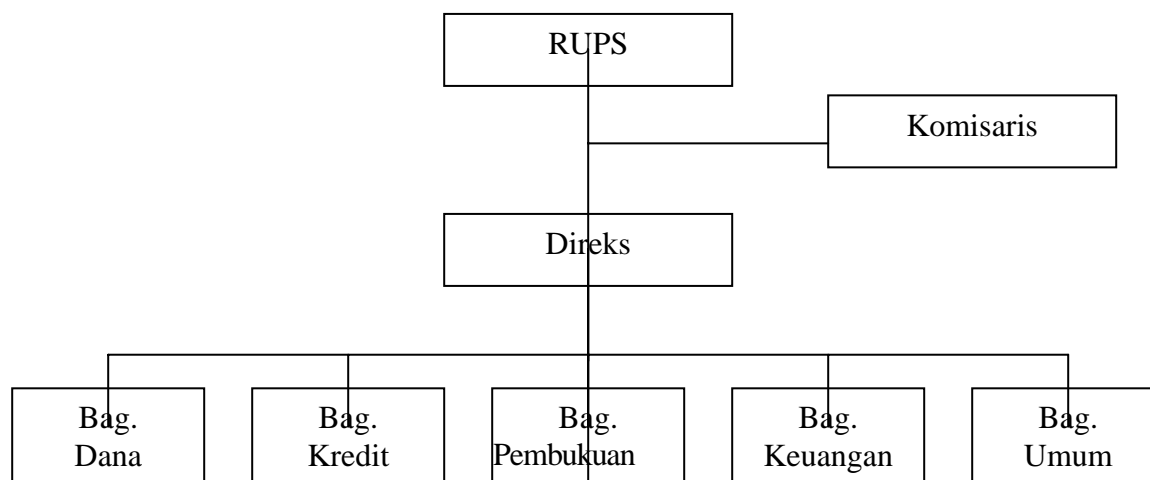 RUPS
Komisaris
Direks
Bag.
Dana
Bag.
Kredit
Bag.
Pembukuan
Bag.
Keuangan
Bag.
Umum